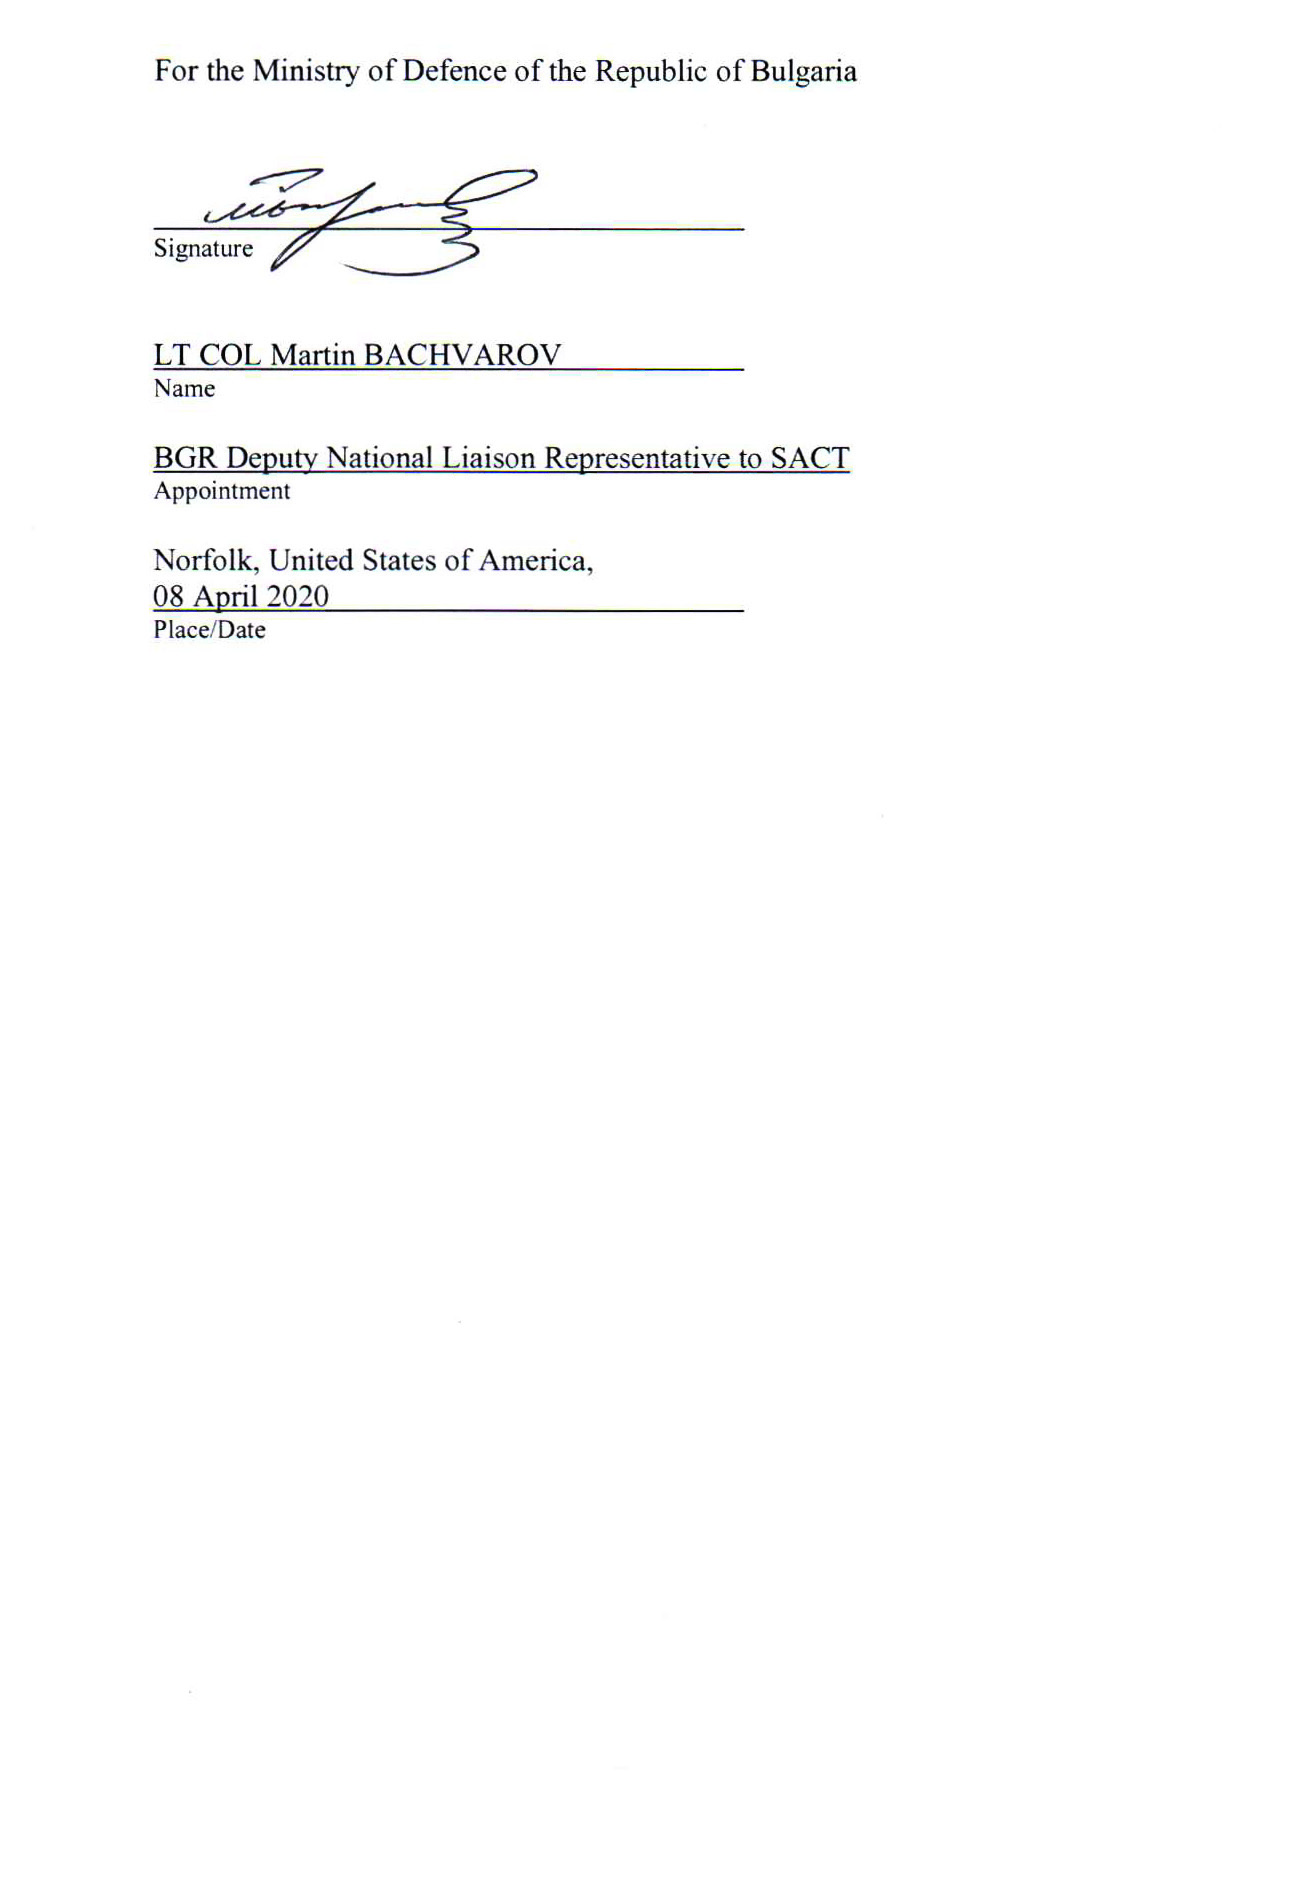 For the Ministry of Defence of the Republic of Bulgaria
Signature
LT COL Martin BACHVAROV
Name
BGR Deputy National Liaison Representative to SACT
Appointment
Norfolk, United States of America,
08 April 2020
Place/Date